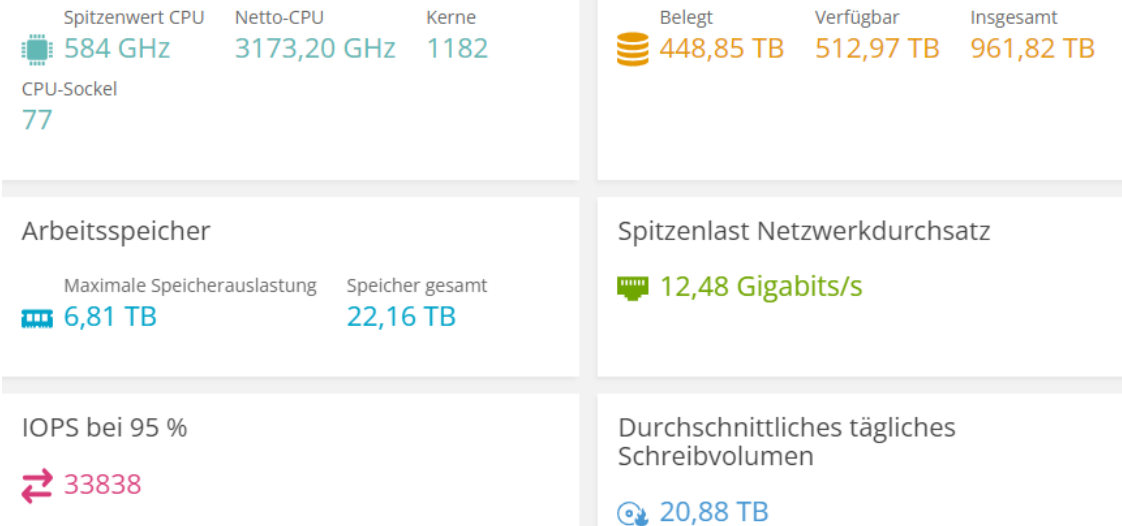 Spitzenwert CPU Netto-CPU Kerne
584 GHz 3173,20 GHz 1182
CPU-Sockel
77
Belegt Verfügbar Insgesamt
448,85 TB 512,97 TB 961,82 TB
Arbeitsspeicher
Maximale Speicherauslastung Speicher gesamt
6,81 TB 22,16 TB
Spitzenlast Netzwerkdurchsatz
12,48 Gigabits/s
IOPS bei 95 %
33838
Durchschnittliches tägliches
Schreibvolumen
20,88 TB